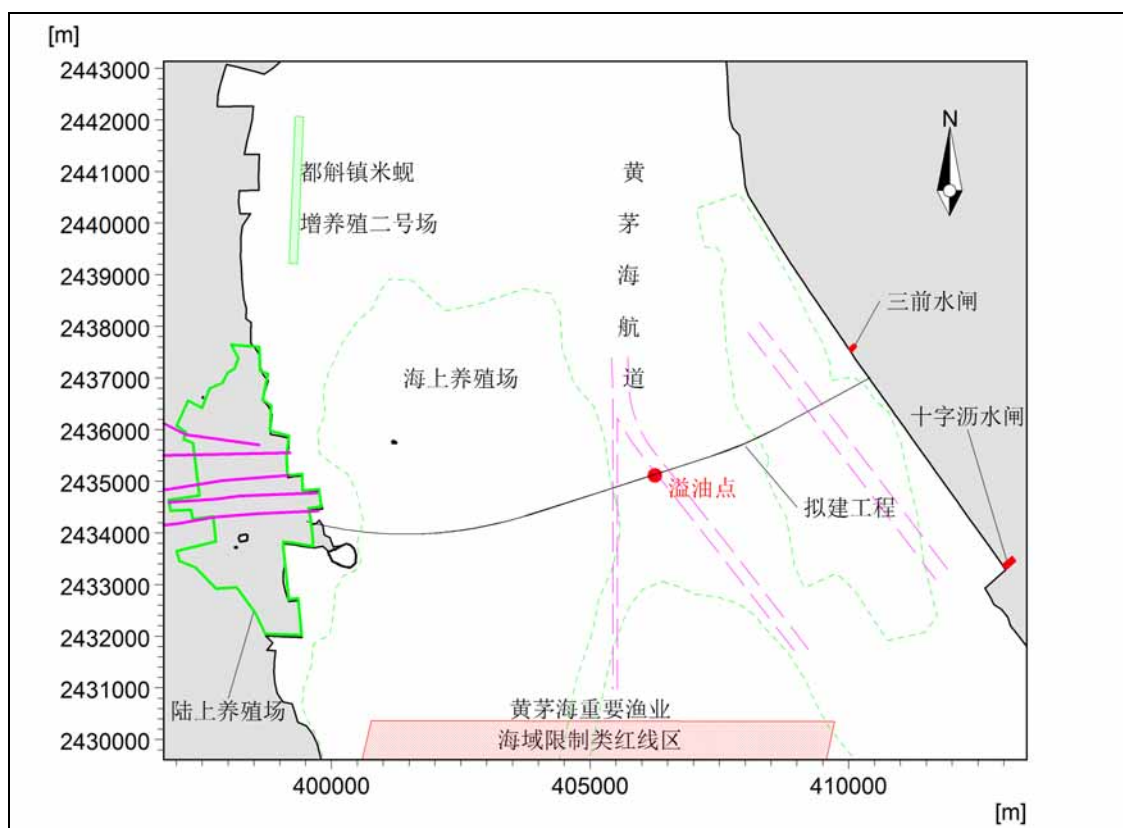 [m]
2443000
2442000
2441000
2440000
2439000
2438000
2437000
2436000
2435000
2434000
2433000
2432000
2431000
2430000
N
都斛镇米蚬
增养殖二号场
黄
茅
海
航
道
三前水闸
海上养殖场
十字沥水闸
溢油点
拟建工程
陆上养殖场
黄茅海重要渔业
海域限制类红线区
400000
405000
410000
[m]